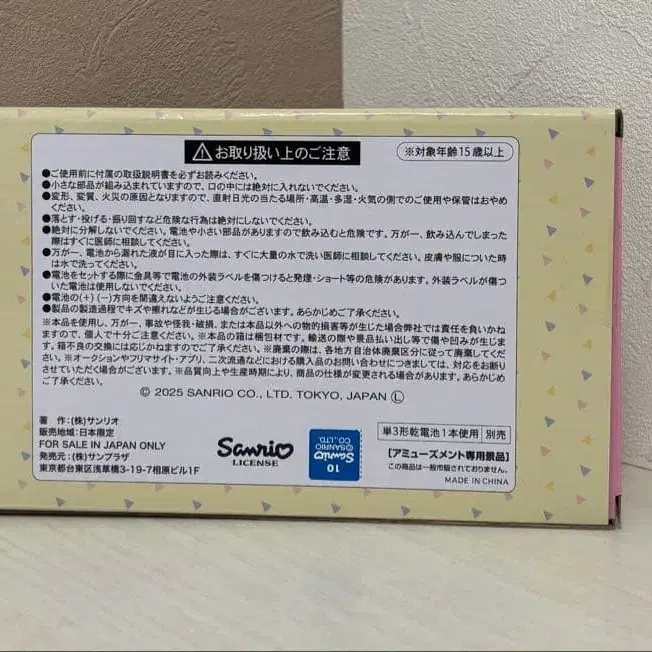 ⚠お取り扱い上のご注意
※対象年齢15歳以上
●ご使用前に付属の取扱説明書を必ずお読みください。
●小さな部品が組み込まれていますので、口の中には絶対に入れないでください。
●変形、変質、火災の原因となりますので、直射日光の当たる場所・高温・多湿・火気の側でのご使用や保管はおやめ
ください。
●落とす・投げる・振り回すなど危険な行為は絶対にしないでください。
●絶対に分解しないでください。電池や小さい部品がありますので飲み込むと危険です。万が一、飲み込んでしまった
際はすぐに医師に相談してください。
●万が一、電池から漏れた液が目に入った際は、すぐに大量の水で洗い医師に相談してください。皮膚や服についた時
は水で洗ってください。
●電池をセットする際に金具等で電池の外装ラベルを傷つけると発煙・ショート等の危険があります。外装ラベルが傷つ
いた電池は使用しないでください。
●電池の(+)(−)方向を間違えないようご注意ください。
●製品の製造過程でキズや擦れなどが生じる場合がございます。あらかじめご了承ください。
※本品を使用し、万が一、事故や怪我・破損、または本品以外への物的損害等が生じた場合弊社では責任を負いかね
ますので、個人で十分ご注意ください。※本品の箱は梱包材です。輸送の際や景品払い出し等で傷や凹みが生じま
す。箱不良の交換には応じかねますのでご了承ください。※廃棄の際は、各地方自治体廃棄区分に従って廃棄してくだ
さい。※オークションやフリマサイト・アプリ、二次流通などにおける購入品のお問い合わせにつきましては、対応をお断り
させていただく場合がございます。※品質向上や生産時期により、商品の仕様が変更される場合があります。あらかじめ
ご了承ください。
© 2025 SANRIO CO., LTD. TOKYO, JAPAN Ⓛ
著 作:(株)サンリオ
販売地域:日本限定
FOR SALE IN JAPAN ONLY
発売元:(株)サンプラザ
東京都台東区浅草橋3-19-7相原ビル1F
Sanrio
LICENSE
10
Sanrio
©SANRIO
CO.,LTD.
単3形乾電池1本使用 別売
【アミューズメント専用景品】
この商品は一般市販されておりません。
MADE IN CHINA